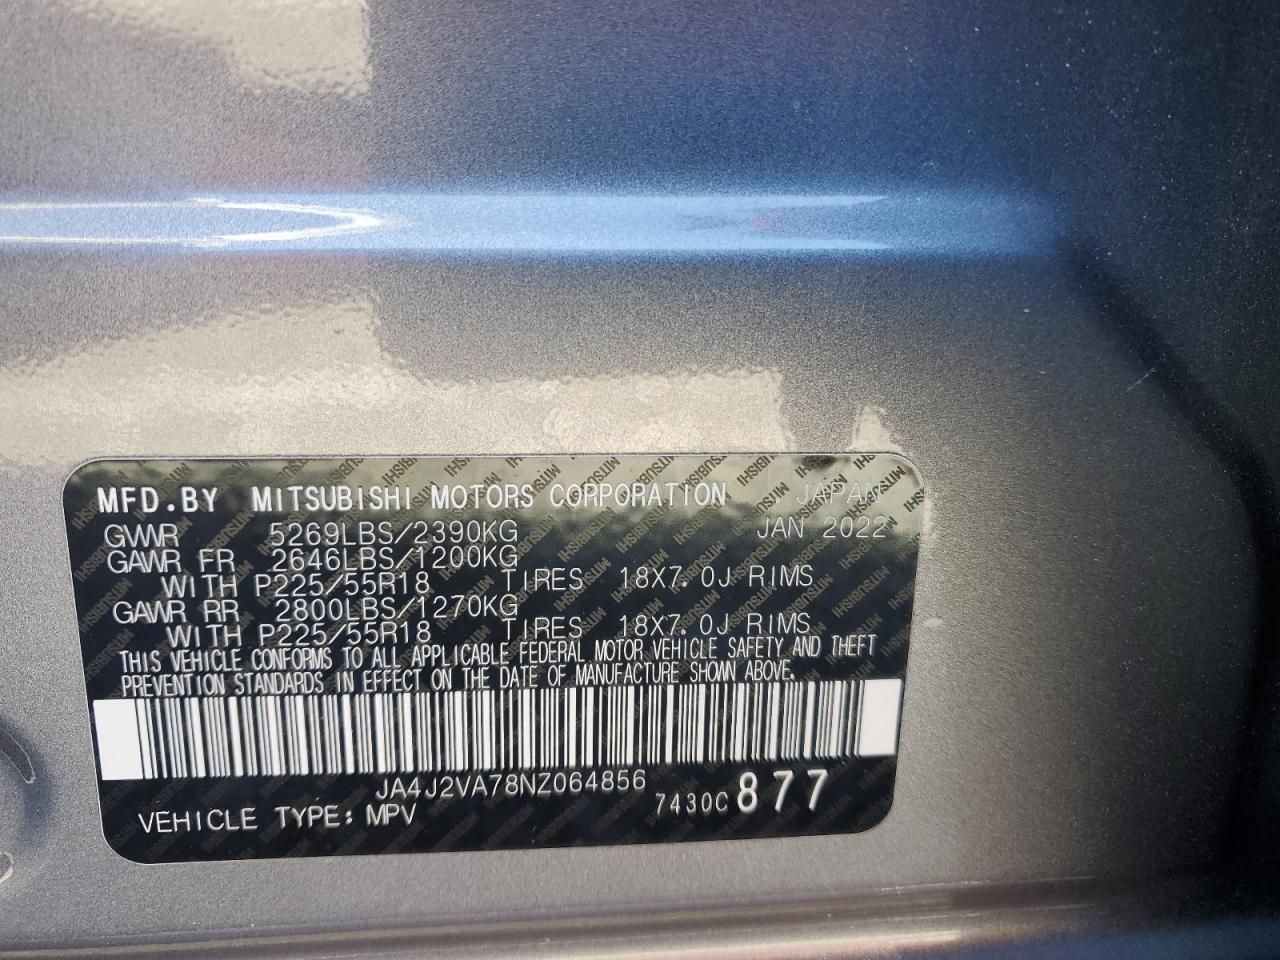 MFD.BY MITSUBISHI MOTORS CORPORATION JAPAN
GVWR 5269LBS/2390KG JAN 2022
GAWR FR 2646LBS/1200KG
WITH P225/55R18 TIRES 18X7.0J RIMS
GAWR RR 2800LBS/1270KG
WITH P225/55R18 TIRES 18X7.0J RIMS
THIS VEHICLE CONFORMS TO ALL APPLICABLE FEDERAL MOTOR VEHICLE SAFETY AND THEFT
PREVENTION STANDARDS IN EFFECT ON THE DATE OF MANUFACTURE SHOWN ABOVE.
JA4J2VA78NZ064856
VEHICLE TYPE: MPV 7430C 877